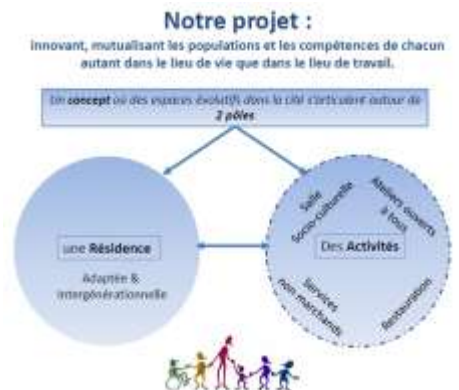 Notre projet :
Innovant, mutualisant les populations et les compétences de chacun
autant dans le lieu de vie que dans le lieu de travail.
Un concept où des espaces évolutifs dans la cité s'articulent autour de
2 pôles
une Résidence
Adaptée &
Intergénérationnelle
Salle
Socio-culturelle
Ateliers ouverts
à tous
Des Activités
Services
non marchands
Restauration